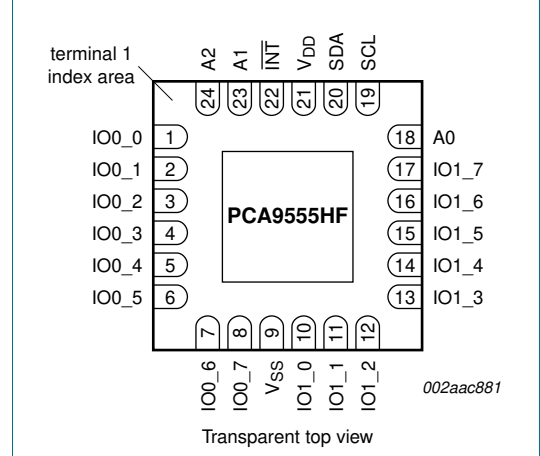 terminal 1
index area
A2
A1
INT
VDD
SDA
SCL
24
23
22
21
20
19
IO0_0 1
IO0_1 2
IO0_2 3
IO0_3 4
IO0_4 5
IO0_5 6
PCA9555HF
18 A0
17 IO1_7
16 IO1_6
15 IO1_5
14 IO1_4
13 IO1_3
7
8
9
10
11
12
IO0_6
IO0_7
VSS
IO1_0
IO1_1
IO1_2
002aac881
Transparent top view